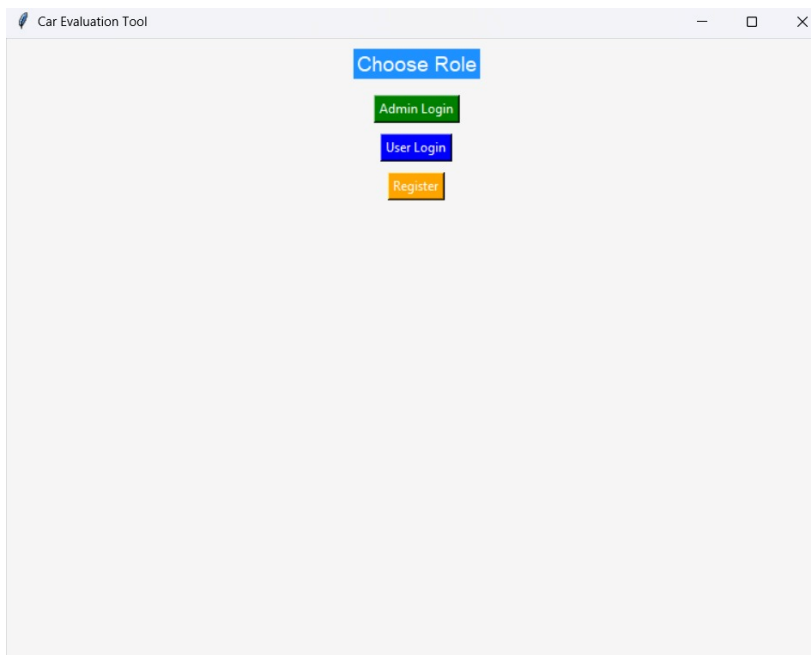 Car Evaluation Tool
Choose Role
Admin Login
User Login
Register